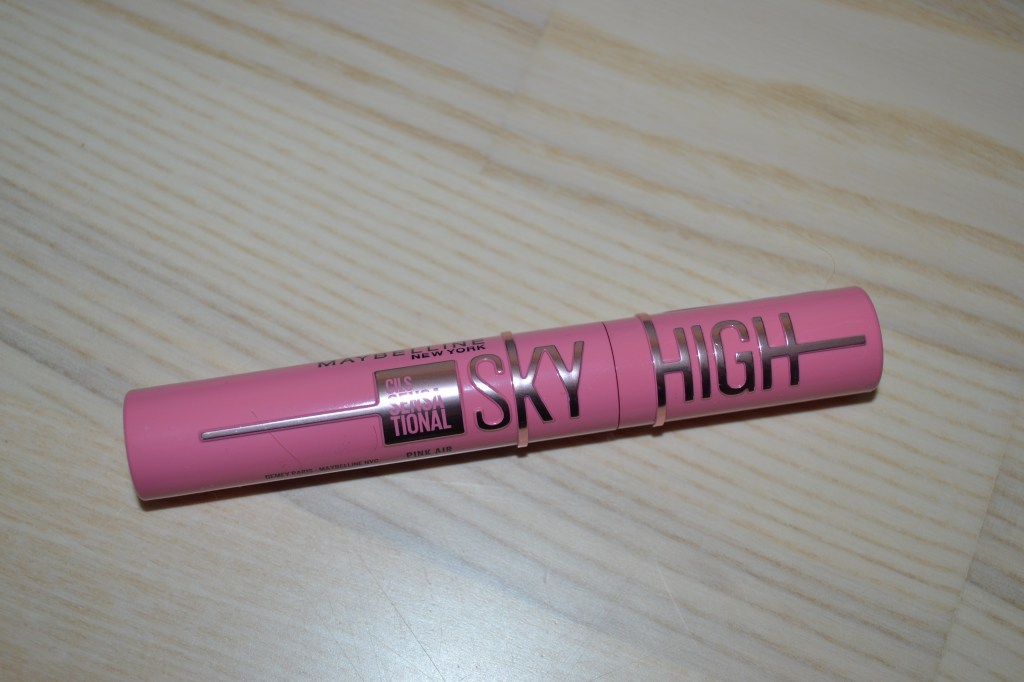 MAYBELLINE
NEW YORK
CILS
SENSA
TIONAL
SKY HIGH
PINK AIR